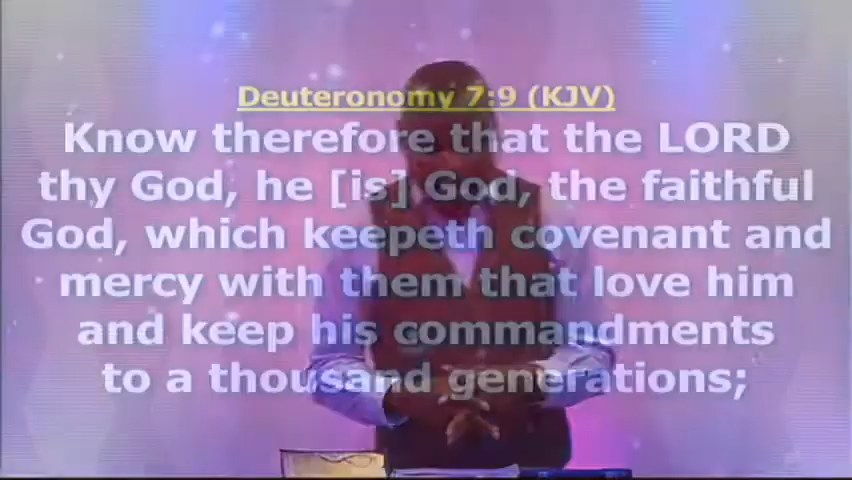 Deuteronomy 7:9 (KJV)
Know therefore that the LORD
thy God, he [is] God, the faithful
God, which keepeth covenant and
mercy with them that love him
and keep his commandments
to a thousand generations;